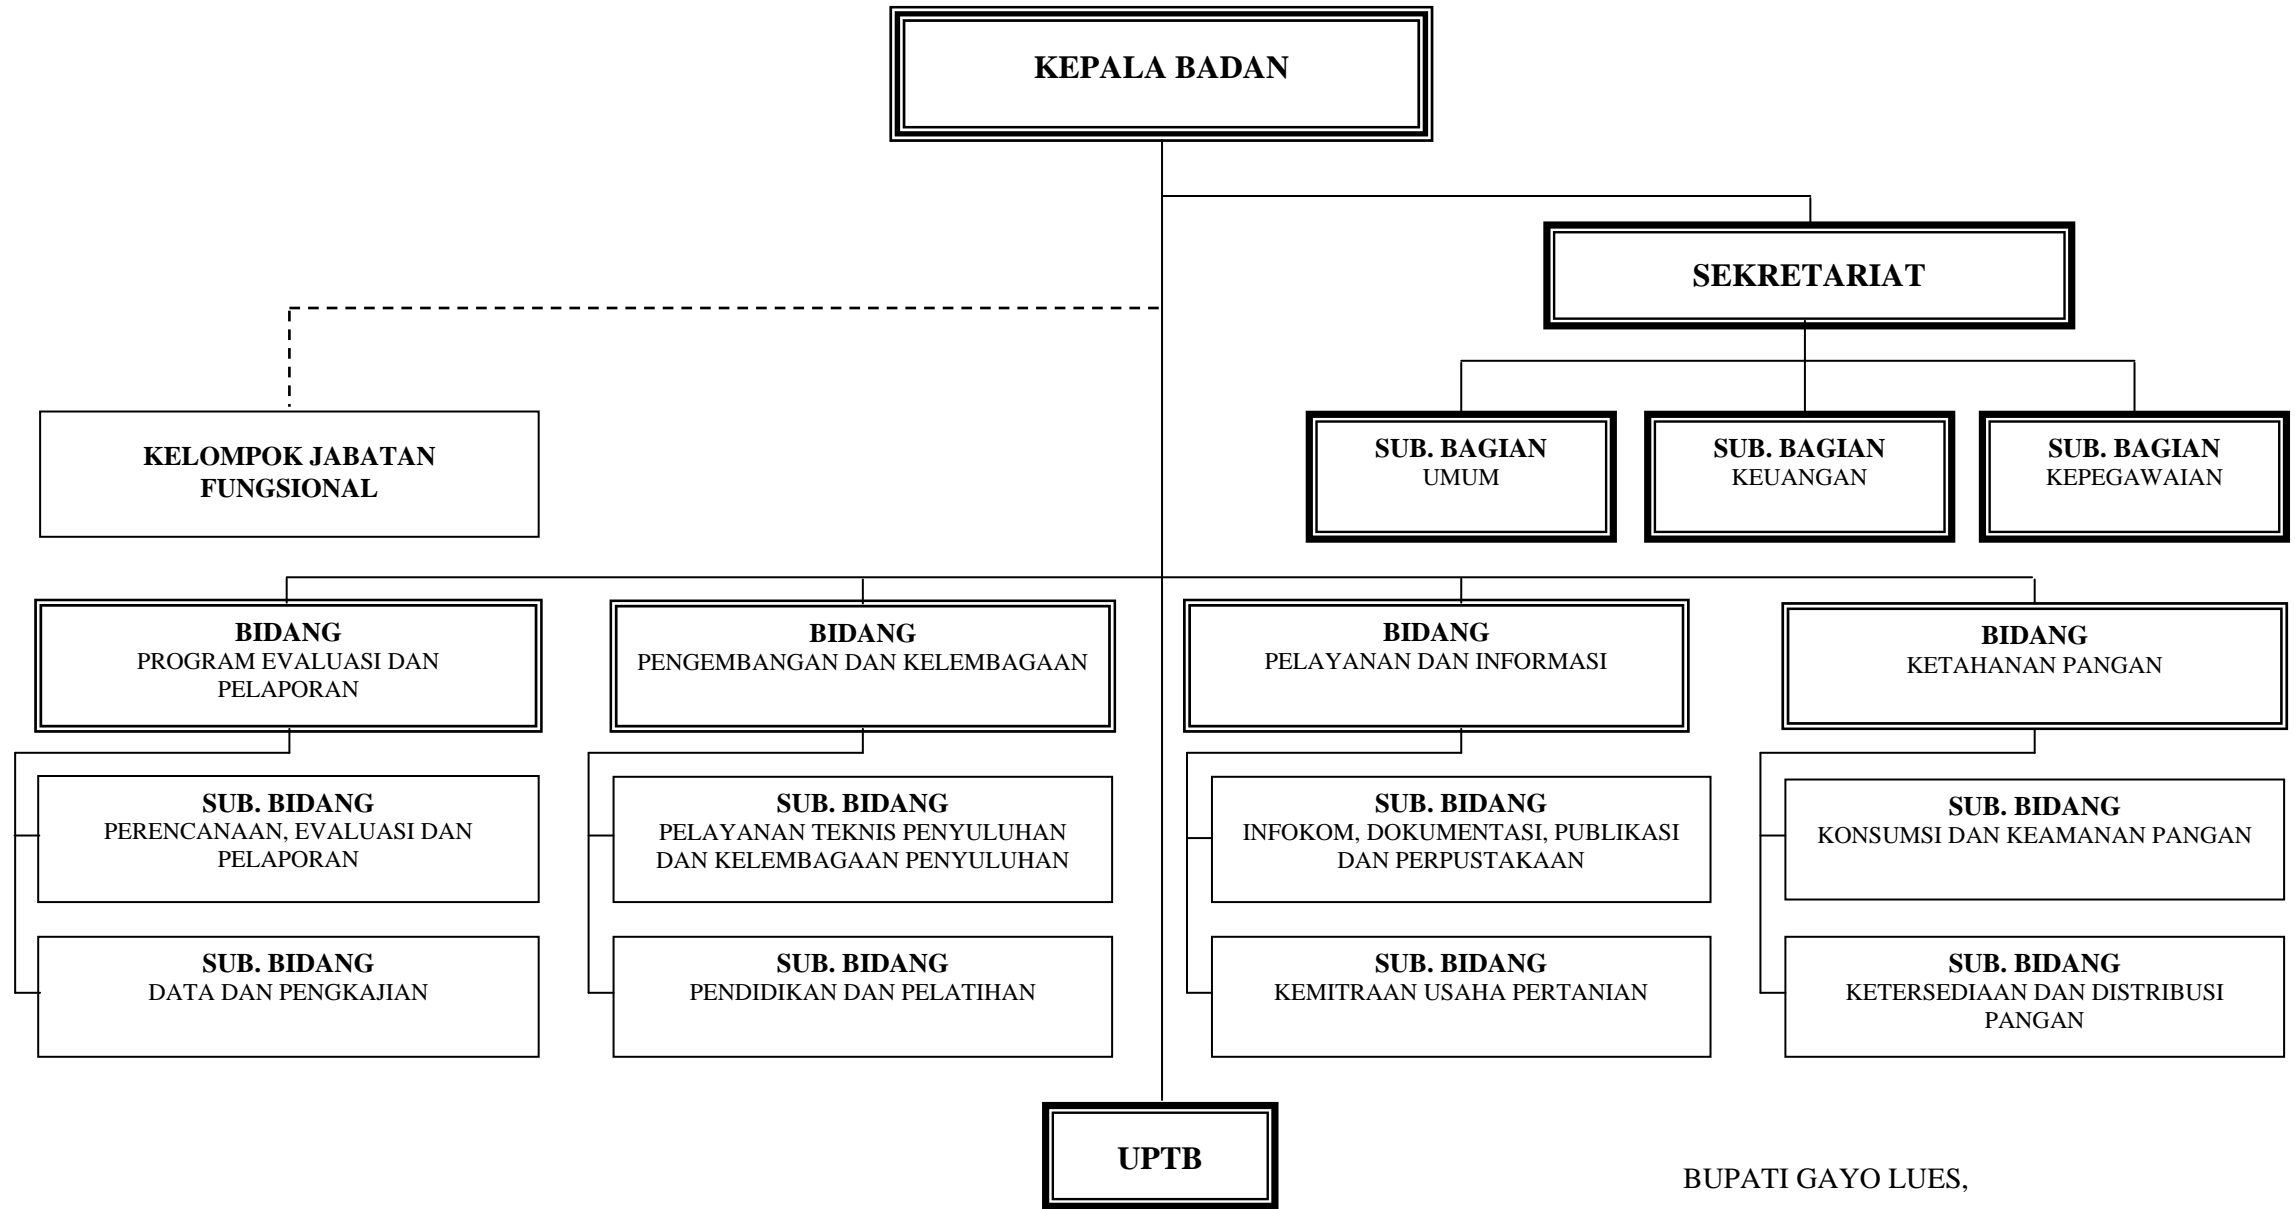 KEPALA BADAN
SEKRETARIAT
KELOMPOK JABATAN
FUNGSIONAL
SUB. BAGIAN
UMUM
SUB. BAGIAN
KEUANGAN
SUB. BAGIAN
KEPEGAWAIAN
BIDANG
PROGRAM EVALUASI DAN
PELAPORAN
BIDANG
PENGEMBANGAN DAN KELEMBAGAAN
BIDANG
PELAYANAN DAN INFORMASI
BIDANG
KETAHANAN PANGAN
SUB. BIDANG
PERENCANAAN, EVALUASI DAN
PELAPORAN
SUB. BIDANG
PELAYANAN TEKNIS PENYULUHAN
DAN KELEMBAGAAN PENYULUHAN
SUB. BIDANG
INFOKOM, DOKUMENTASI, PUBLIKASI
DAN PERPUSTAKAAN
SUB. BIDANG
KONSUMSI DAN KEAMANAN PANGAN
SUB. BIDANG
DATA DAN PENGKAJIAN
SUB. BIDANG
PENDIDIKAN DAN PELATIHAN
SUB. BIDANG
KEMITRAAN USAHA PERTANIAN
SUB. BIDANG
KETERSEDIAAN DAN DISTRIBUSI
PANGAN
UPTB
BUPATI GAYO LUES,